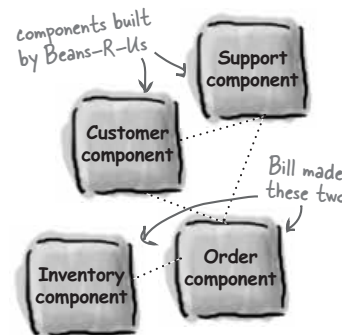 components built
by Beans-R-Us
Support
component
Customer
component
Bill made
these two
Inventory
component
Order
component